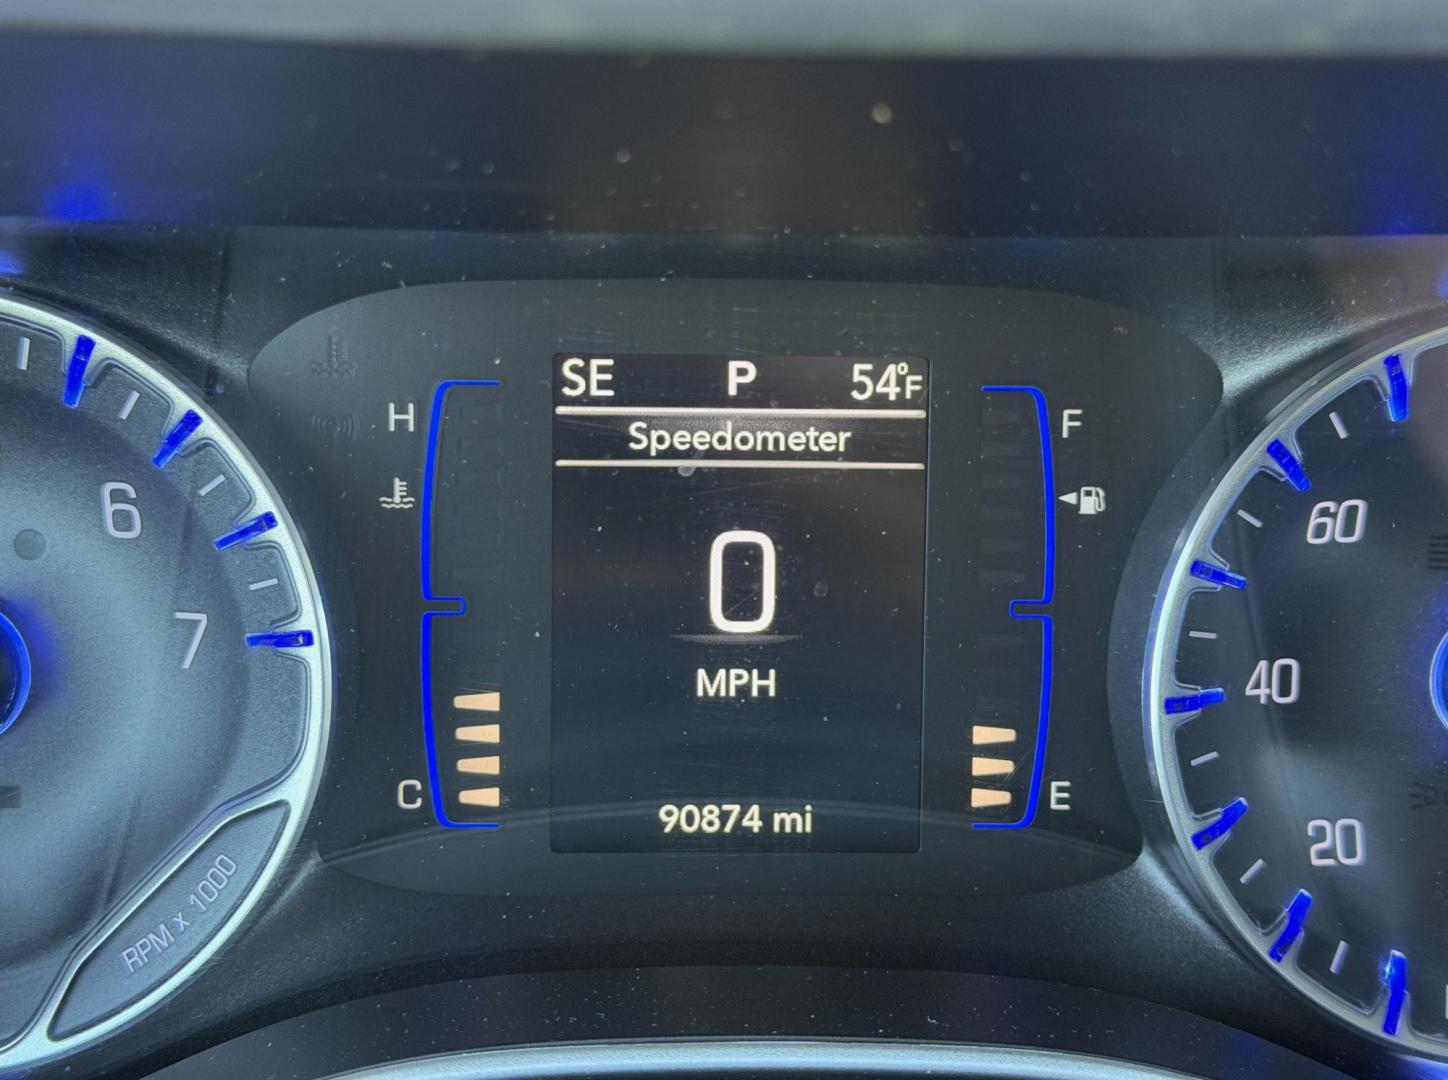 SE P 54°F
Speedometer
0
MPH
90874 mi
H
C
F
E
6
7
RPM x 1000
60
40
20